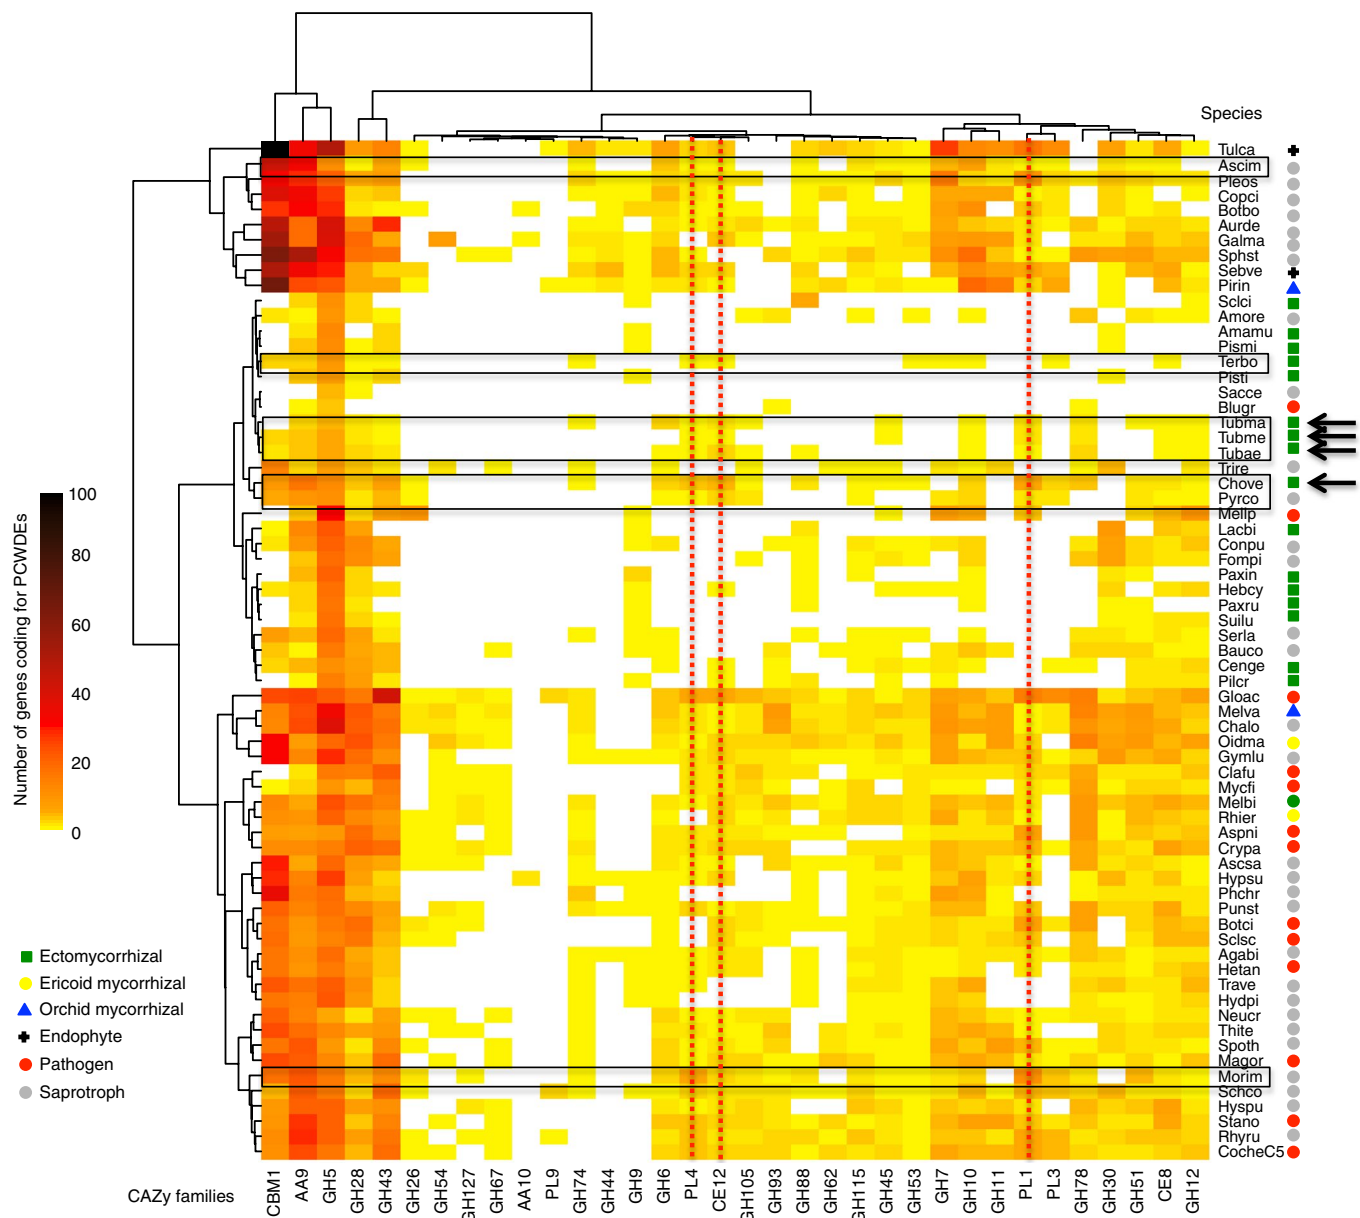 Species
Tulca
Ascim
Pleos
Copci
Botbo
Aurde
Galma
Sphst
Sebve
Pirin
Sclci
Amore
Amamu
Pismi
Terbo
Pisti
Sacce
Blugr
Tubma
Tubme
Tubae
Trire
Chove
Pyrco
Mellp
Lacbi
Conpu
Fompi
Paxin
Hebcy
Paxru
Suilu
Serla
Bauco
Cenge
Pilcr
Gloac
Melva
Chalo
Oidma
Gymlu
Clafu
Mycfi
Melbi
Rhier
Aspni
Crypa
Ascsa
Hypsu
Phchr
Punst
Botci
Sclsc
Agabi
Hetan
Trave
Hydpi
Neucr
Thite
Spoth
Magor
Morim
Schco
Hyspu
Stano
Rhyru
CocheC5
Number of genes coding for PCWDEs
100
80
60
40
20
0
Ectomycorrhizal
Ericoid mycorrhizal
Orchid mycorrhizal
Endophyte
Pathogen
Saprotroph
CAZy families
CBM1
AA9
GH5
GH28
GH43
GH26
GH54
GH127
GH67
AA10
PL9
GH74
GH44
GH9
GH6
PL4
CE12
GH105
GH93
GH88
GH62
GH115
GH45
GH53
GH7
GH10
GH11
PL1
PL3
GH78
GH30
GH51
CE8
GH12